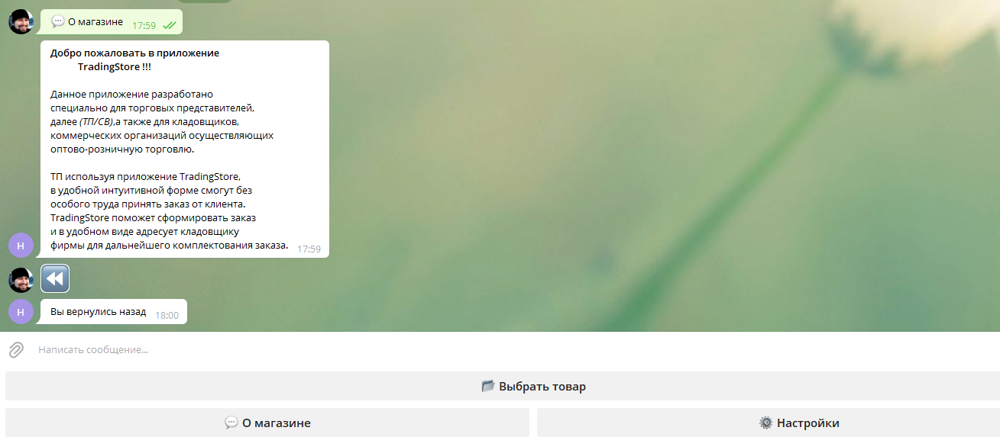 О магазине 17:59
Добро пожаловать в приложение
TradingStore !!!
Данное приложение разработано
специально для торговых представителей,
далее (ТП/СВ),а также для кладовщиков,
коммерческих организаций осуществляющих
оптово-розничную торговлю.
ТП используя приложение TradingStore,
в удобной интуитивной форме смогут без
особого труда принять заказ от клиента.
TradingStore поможет сформировать заказ
и в удобном виде адресует кладовщику
фирмы для дальнейшего комплектования заказа. 17:59
Н
Н
Вы вернулись назад 18:00
Написать сообщение...
Выбрать товар
О магазине
Настройки